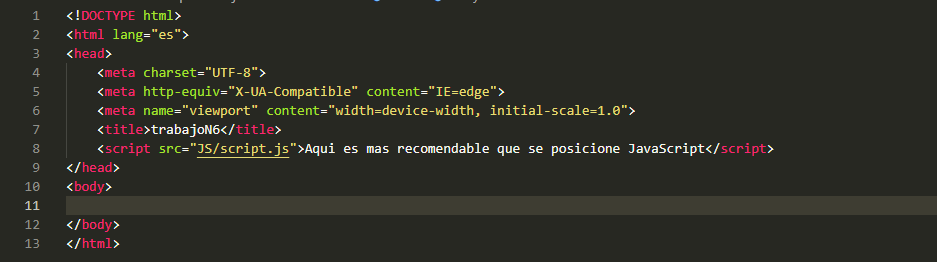 1 <!DOCTYPE html>
2 <html lang="es">
3 <head>
4 <meta charset="UTF-8">
5 <meta http-equiv="X-UA-Compatible" content="IE=edge">
6 <meta name="viewport" content="width=device-width, initial-scale=1.0">
7 <title>trabajoN6</title>
8 <script src="JS/script.js">Aqui es mas recomendable que se posicione JavaScript</script>
9 </head>
10 <body>
11
12 </body>
13 </html>